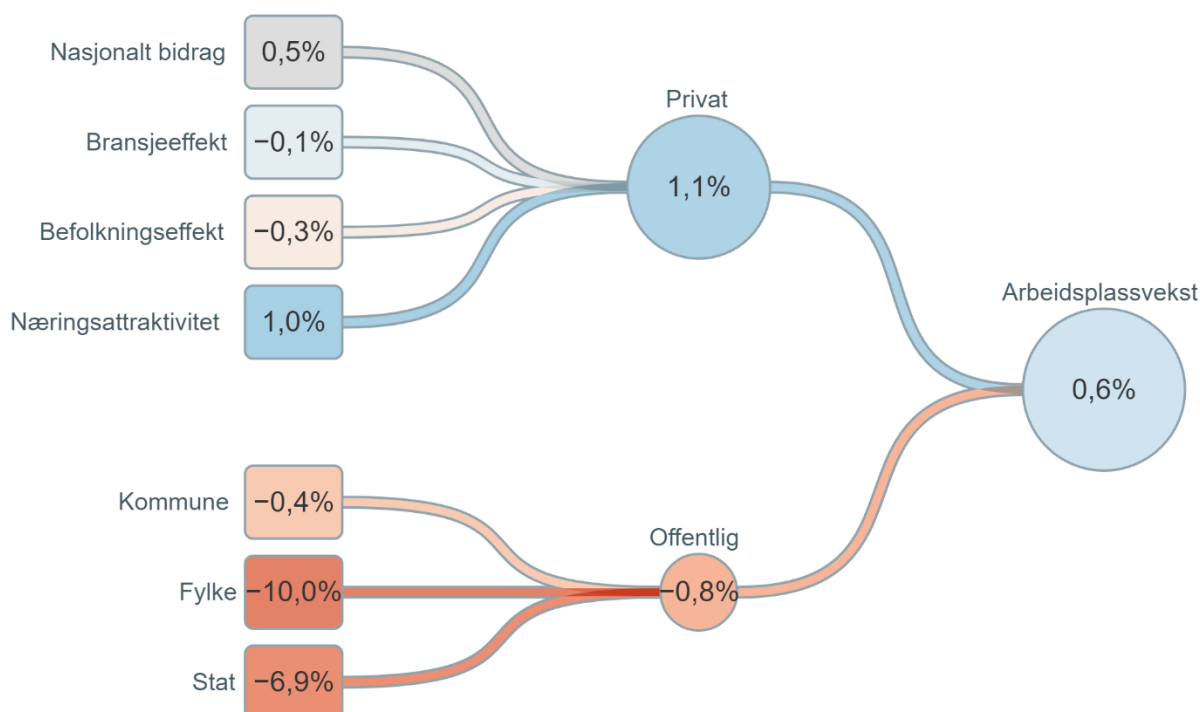 Nasjonalt bidrag 0,5%
Bransjeeffekt −0,1%
Befolkningseffekt −0,3%
Næringsattraktivitet 1,0%
Privat
1,1%
Arbeidsplassvekst
0,6%
Kommune −0,4%
Fylke −10,0%
Stat −6,9%
Offentlig
−0,8%